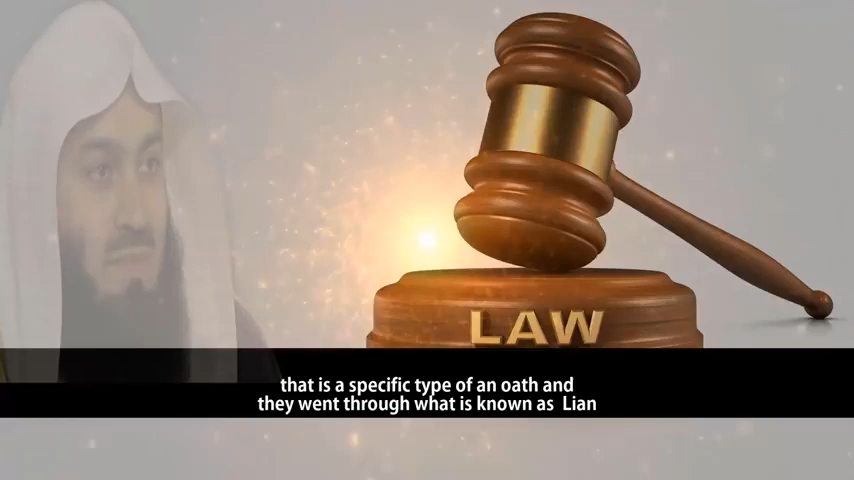 LAW
that is a specific type of an oath and
they went through what is known as  Lian